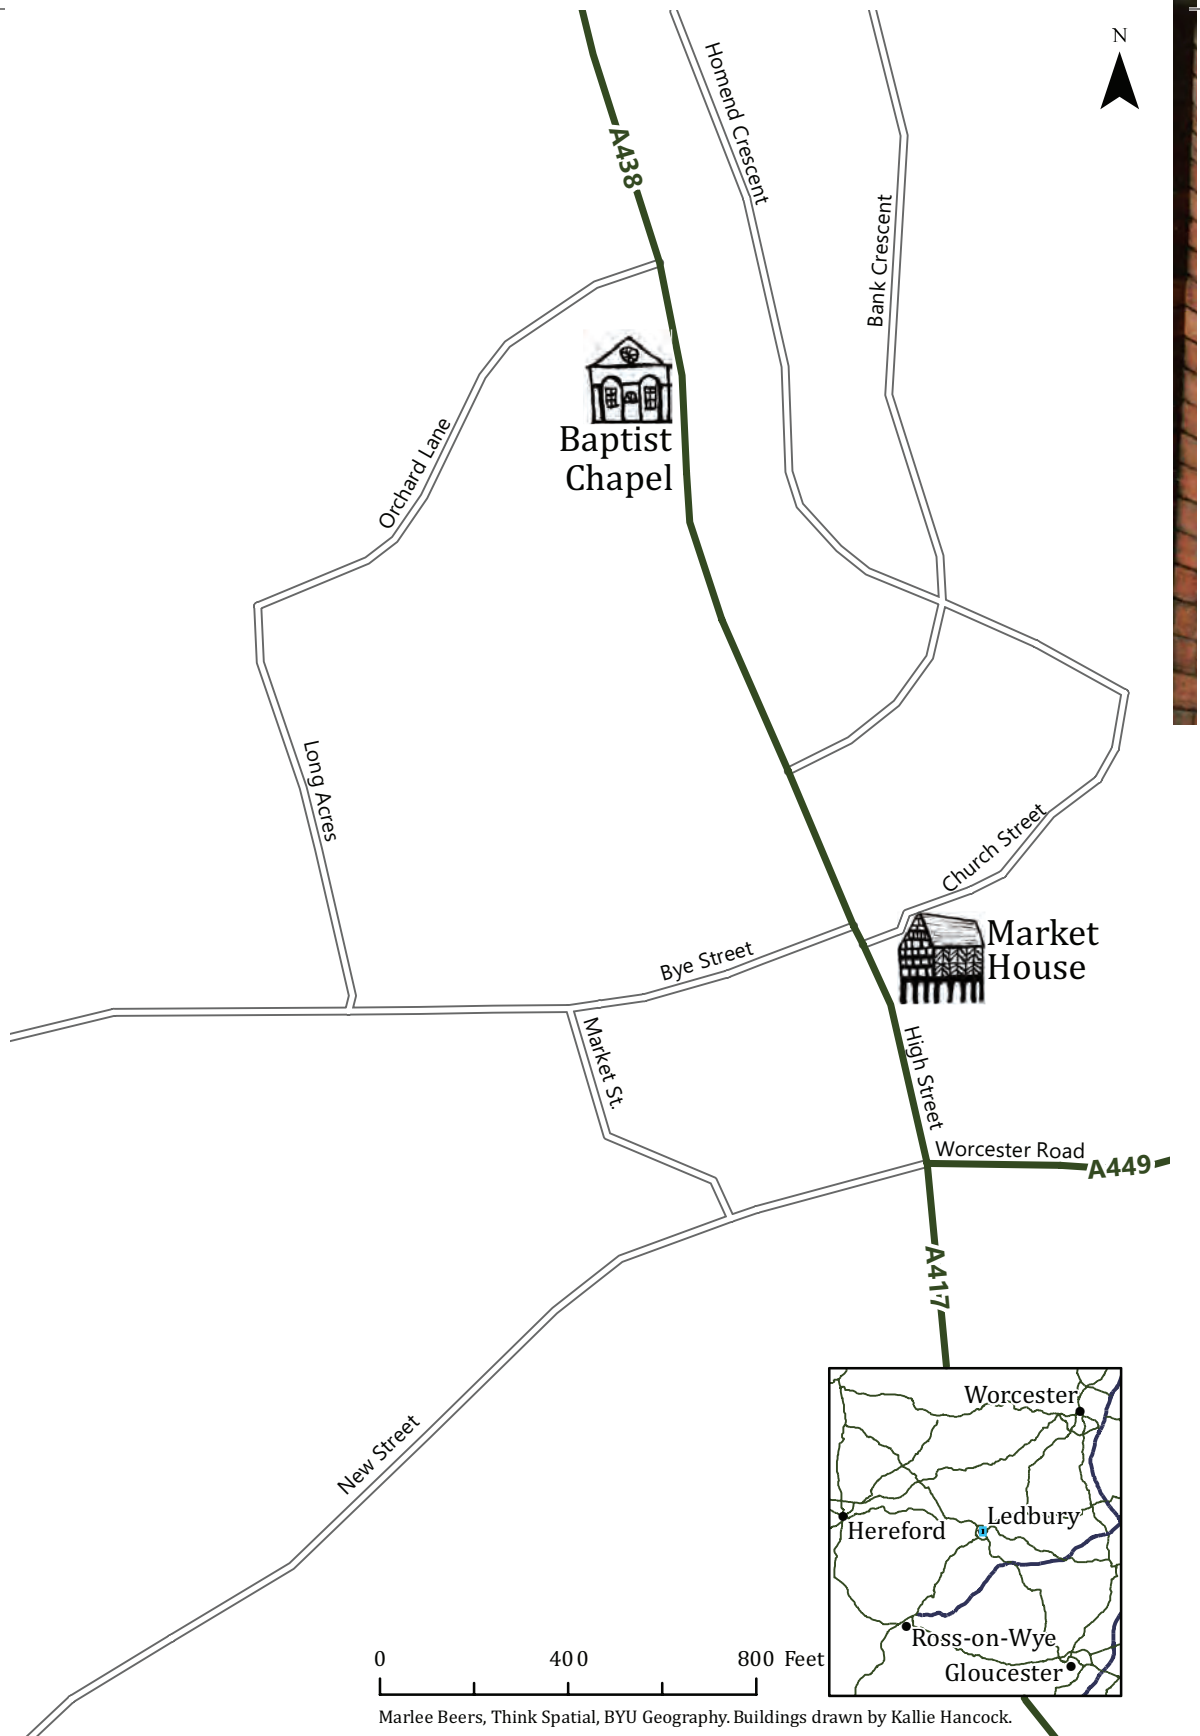 N
Homend Crescent
A438
Bank Crescent
Baptist
Chapel
Orchard Lane
Long Acres
Church Street
Market
House
Bye Street
Market St.
High Street
Worcester Road
A449
A417
New Street
Worcester
Ledbury
Hereford
Ross-on-Wye
Gloucester
0 400 800 Feet
Marlee Beers, Think Spatial, BYU Geography. Buildings drawn by Kallie Hancock.